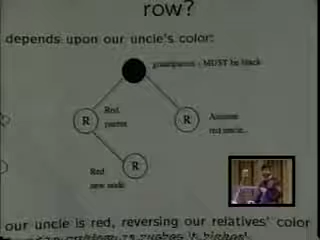 row?
depends upon our uncle's color:
grandparent - MUST be black
Red
parent
Assume
red uncle..
R
R
Red
new node
R
our uncle is red, reversing our relatives' color